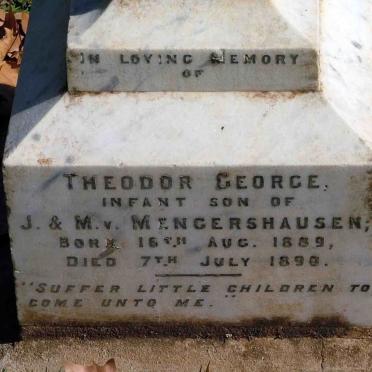 IN LOVING MEMORY
OF
THEODOR GEORGE,
INFANT SON OF
J. & M.V. MENGERSHAUSEN;
BORN 16TH AUG. 1889,
DIED 7TH JULY 1890.
"SUFFER LITTLE CHILDREN TO
COME UNTO ME."